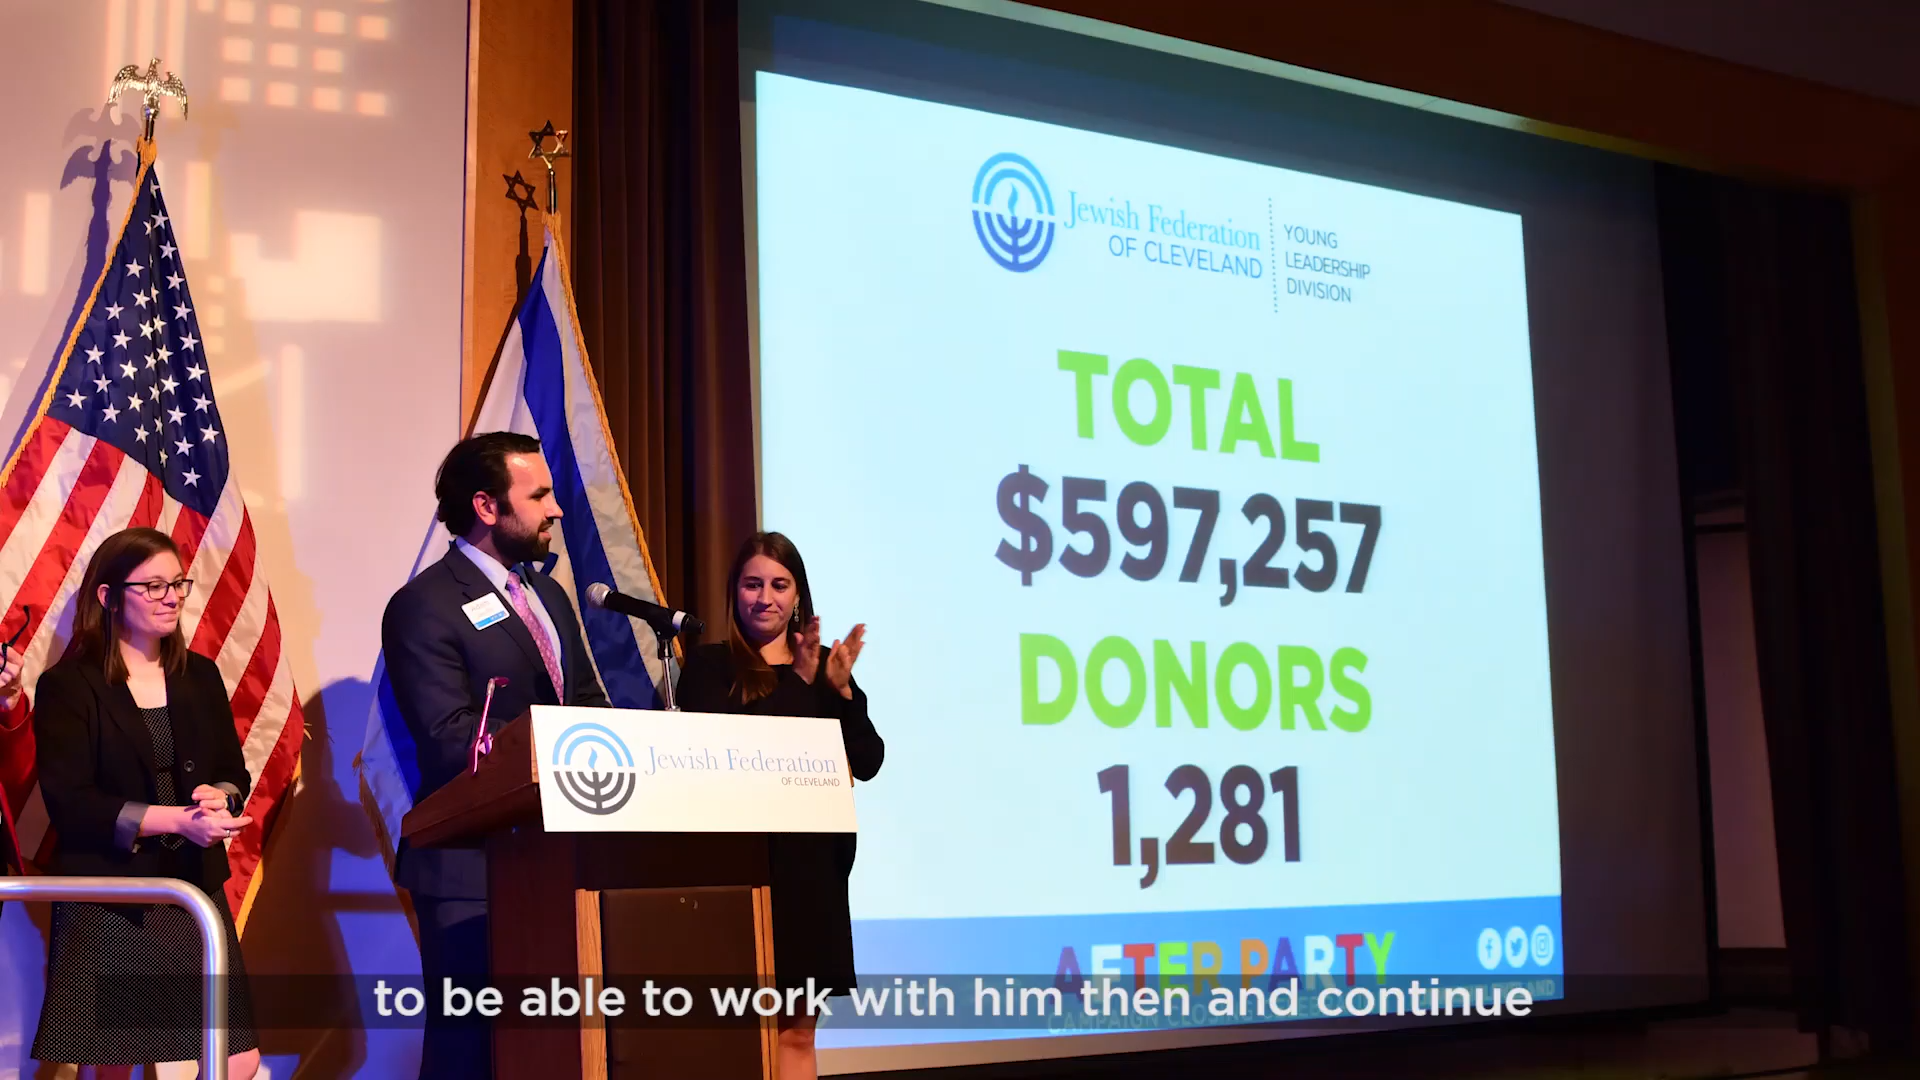 Jewish Federation
OF CLEVELAND
YOUNG
LEADERSHIP
DIVISION
TOTAL
$597,257
DONORS
1,281
AFTER PARTY
Jewish Federation
OF CLEVELAND
to be able to work with him then and continue